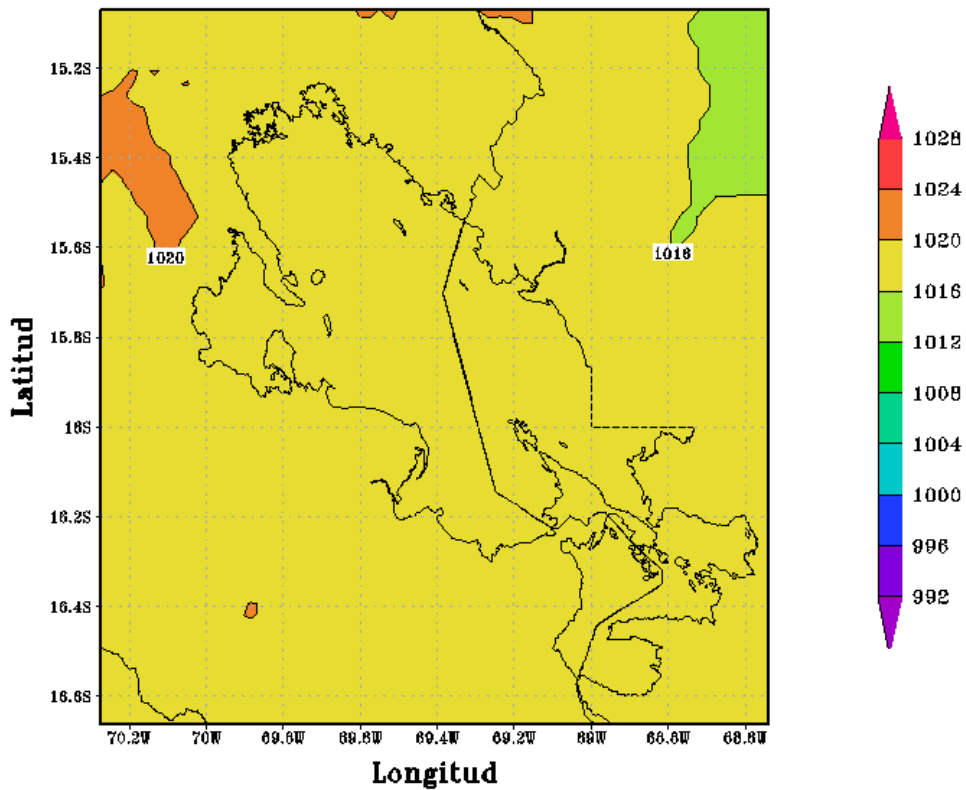 15.2S
15.4S
15.6S
15.8S
16S
16.2S
16.4S
16.6S
Latitud
1020
1016
70.2W
70W
69.8W
69.6W
69.4W
69.2W
69W
68.8W
68.6W
Longitud
1028
1024
1020
1016
1012
1008
1004
1000
996
992